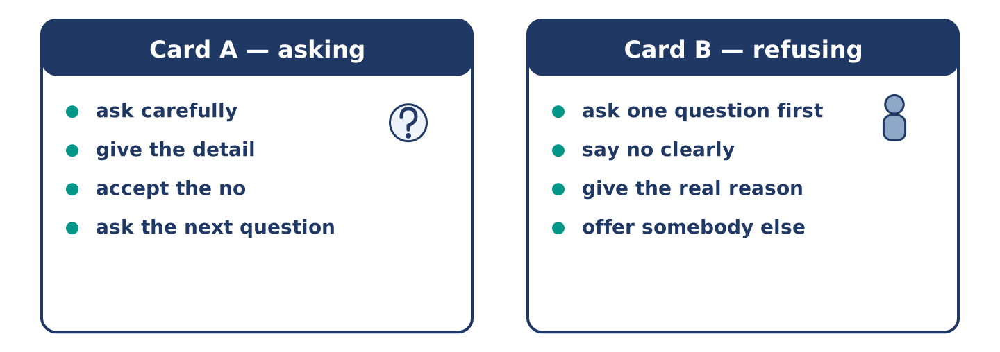 Card A — asking
ask carefully
give the detail
accept the no
ask the next question
Card B — refusing
ask one question first
say no clearly
give the real reason
offer somebody else